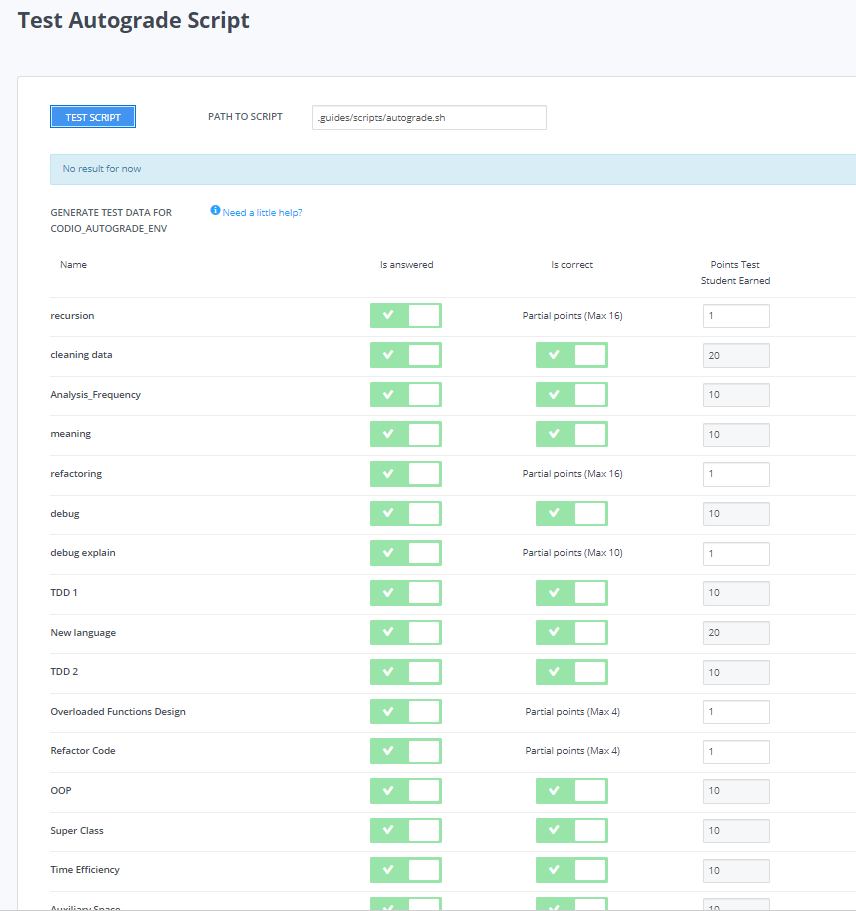 Test Autograde Script
TEST SCRIPT PATH TO SCRIPT .guides/scripts/autograde.sh
No result for now
GENERATE TEST DATA FOR Need a little help?
CODIO_AUTOGRADE_ENV
Name Is answered Is correct Points Test
Student Earned
recursion Partial points (Max 16) 1
cleaning data 20
Analysis_Frequency 10
meaning 10
refactoring Partial points (Max 16) 1
debug 10
debug explain Partial points (Max 10) 1
TDD 1 10
New language 20
TDD 2 10
Overloaded Functions Design Partial points (Max 4) 1
Refactor Code Partial points (Max 4) 1
OOP 10
Super Class 10
Time Efficiency 10
Auxiliary Space 10